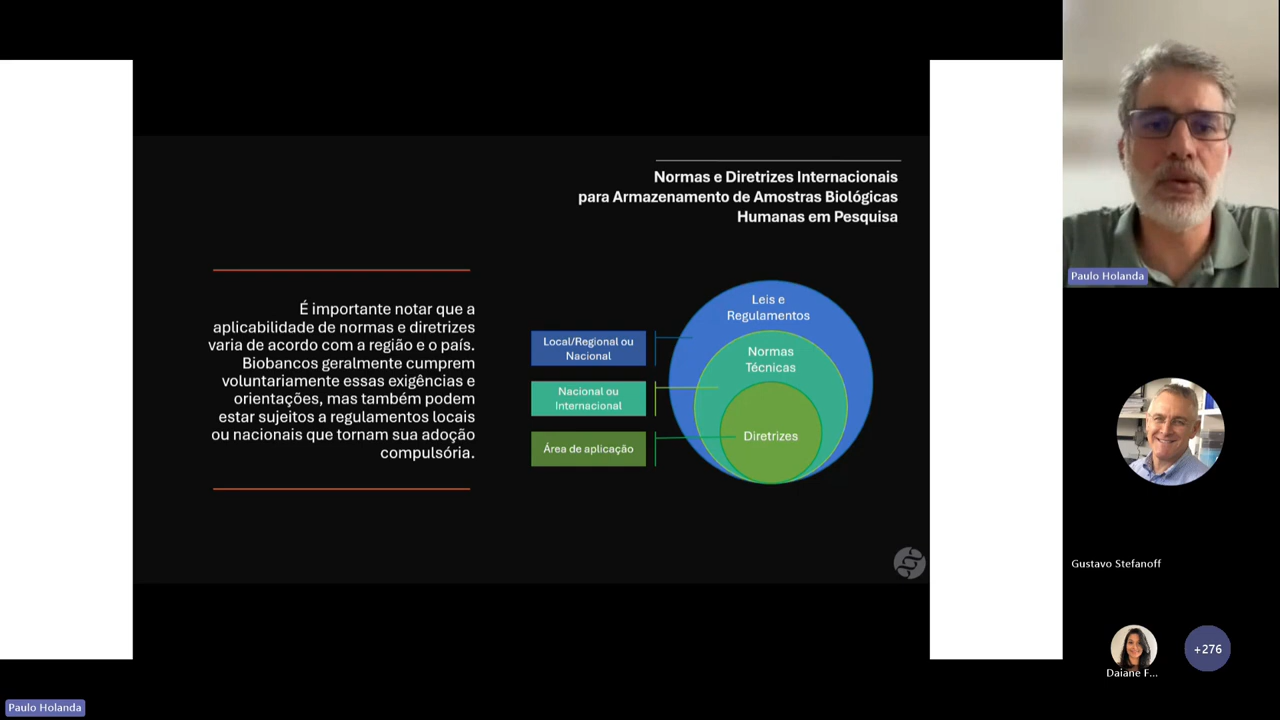 Normas e Diretrizes Internacionais
para Armazenamento de Amostras Biológicas
Humanas em Pesquisa
É importante notar que a
aplicabilidade de normas e diretrizes
varia de acordo com a região e o país.
Biobancos geralmente cumprem
voluntariamente essas exigências e
orientações, mas também podem
estar sujeitos a regulamentos locais
ou nacionais que tornam sua adoção
compulsória.
Local/Regional ou
Nacional
Nacional ou
Internacional
Área de aplicação
Leis e
Regulamentos
Normas
Técnicas
Diretrizes
Paulo Holanda
Gustavo Stefanoff
Daiane F...
+276
Paulo Holanda